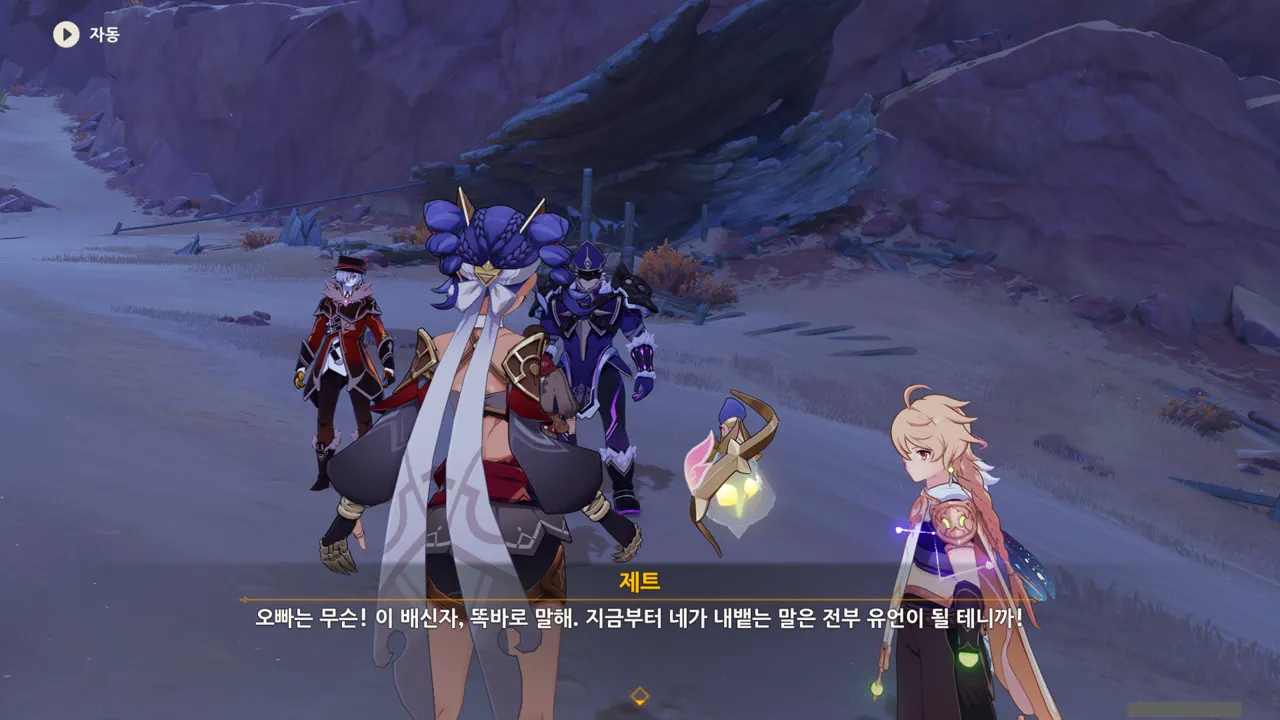 자동
제트
오빠는 무슨! 이 배신자, 똑바로 말해. 지금부터 네가 내뱉는 말은 전부 유언이 될 테니까!